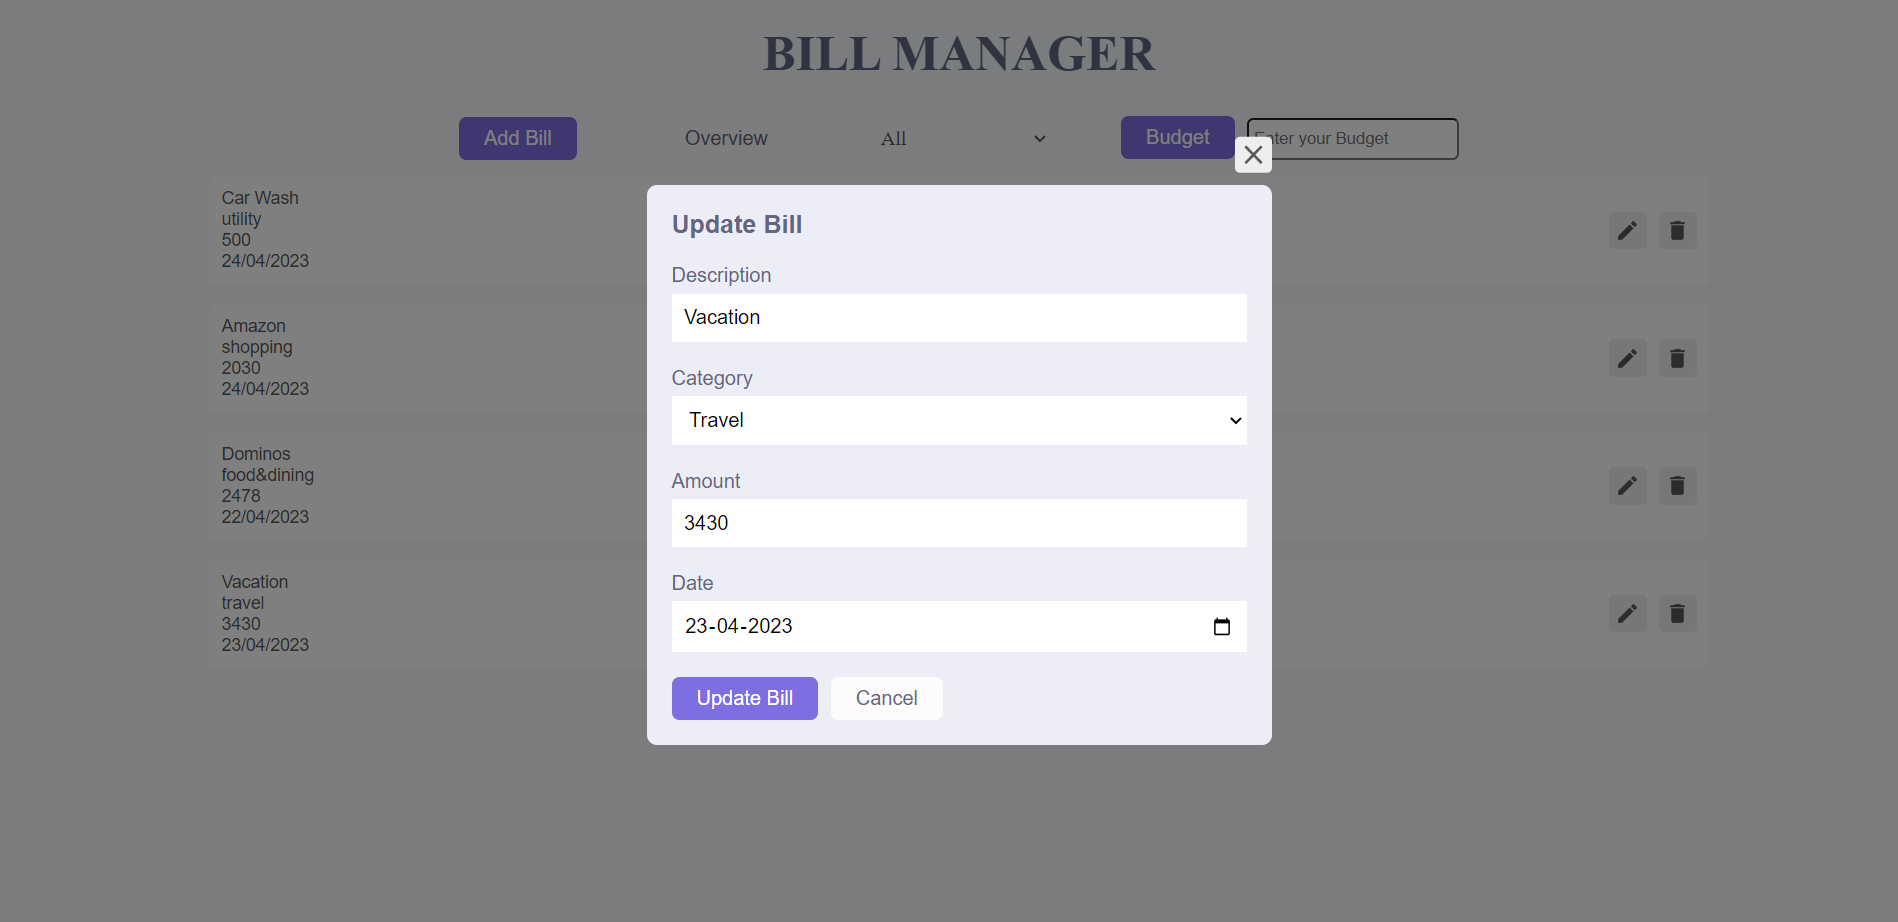 BILL MANAGER
Add Bill
Overview
All
Budget
nter your Budget
Car Wash
utility
500
24/04/2023
Amazon
shopping
2030
24/04/2023
Dominos
food&dining
2478
22/04/2023
Vacation
travel
3430
23/04/2023
Update Bill
Description
Vacation
Category
Travel
Amount
3430
Date
23-04-2023
Update Bill
Cancel